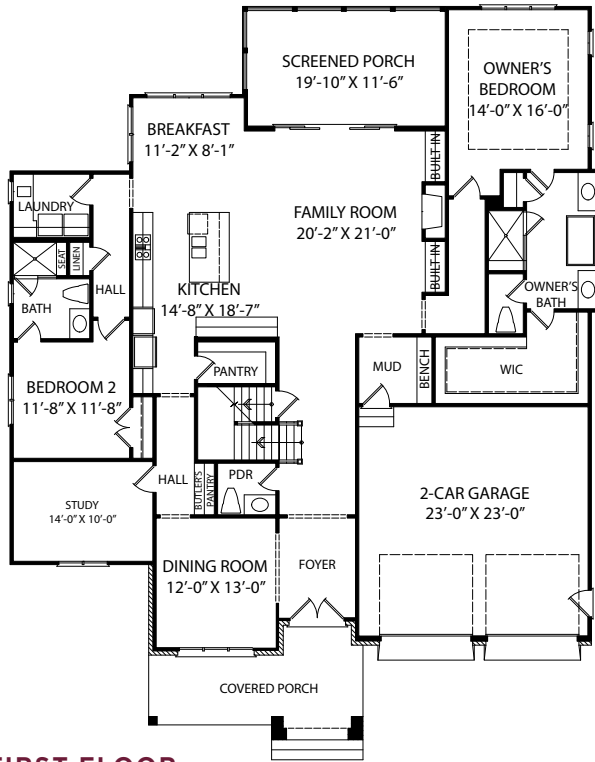 SCREENED PORCH
19'-10" X 11'-6"
OWNER'S
BEDROOM
14'-0" X 16'-0"
BREAKFAST
11'-2" X 8'-1"
BUILT IN
LAUNDRY
FAMILY ROOM
20'-2" X 21'-0"
SEAT
LINEN
BUILT IN
HALL
KITCHEN
14'-8 X 18'-7"
BATH
OWNER'S
BATH
PANTRY
MUD
BENCH
WIC
BEDROOM 2
11'-8" X 11'-8"
HALL
BUTLER'S
PANTRY
PDR
STUDY
14'-0" X 10'-0"
2-CAR GARAGE
23'-0" X 23'-0"
DINING ROOM
12'-0" X 13'-0"
FOYER
COVERED PORCH
FIRST FLOOR